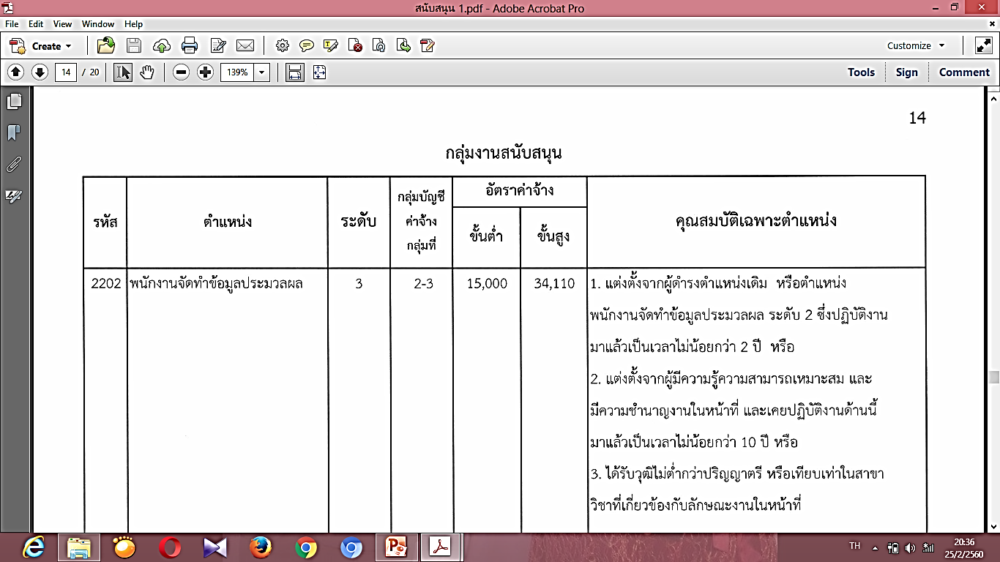 สนับสนุน 1.pdf - Adobe Acrobat Pro
File Edit View Window Help
Create Customize
14 / 20 139% Tools Sign Comment
14
กลุ่มงานสนับสนุน
รหัส ตำแหน่ง ระดับ กลุ่มบัญชี ค่าจ้าง กลุ่มที่ อัตราค่าจ้าง คุณสมบัติเฉพาะตำแหน่ง
ขั้นต่ำ ขั้นสูง
2202 พนักงานจัดทำข้อมูลประมวลผล 3 2-3 15,000 34,110 1. แต่งตั้งจากผู้ดำรงตำแหน่งเดิม หรือตำแหน่ง
พนักงานจัดทำข้อมูลประมวลผล ระดับ 2 ซึ่งปฏิบัติงาน
มาแล้วเป็นเวลาไม่น้อยกว่า 2 ปี หรือ
2. แต่งตั้งจากผู้มีความรู้ความสามารถเหมาะสม และ
มีความชำนาญงานในหน้าที่ และเคยปฏิบัติงานด้านนี้
มาแล้วเป็นเวลาไม่น้อยกว่า 10 ปี หรือ
3. ได้รับวุฒิไม่ต่ำกว่าปริญญาตรี หรือเทียบเท่าในสาขา
วิชาที่เกี่ยวข้องกับลักษณะงานในหน้าที่
TH 20:36
25/2/2560